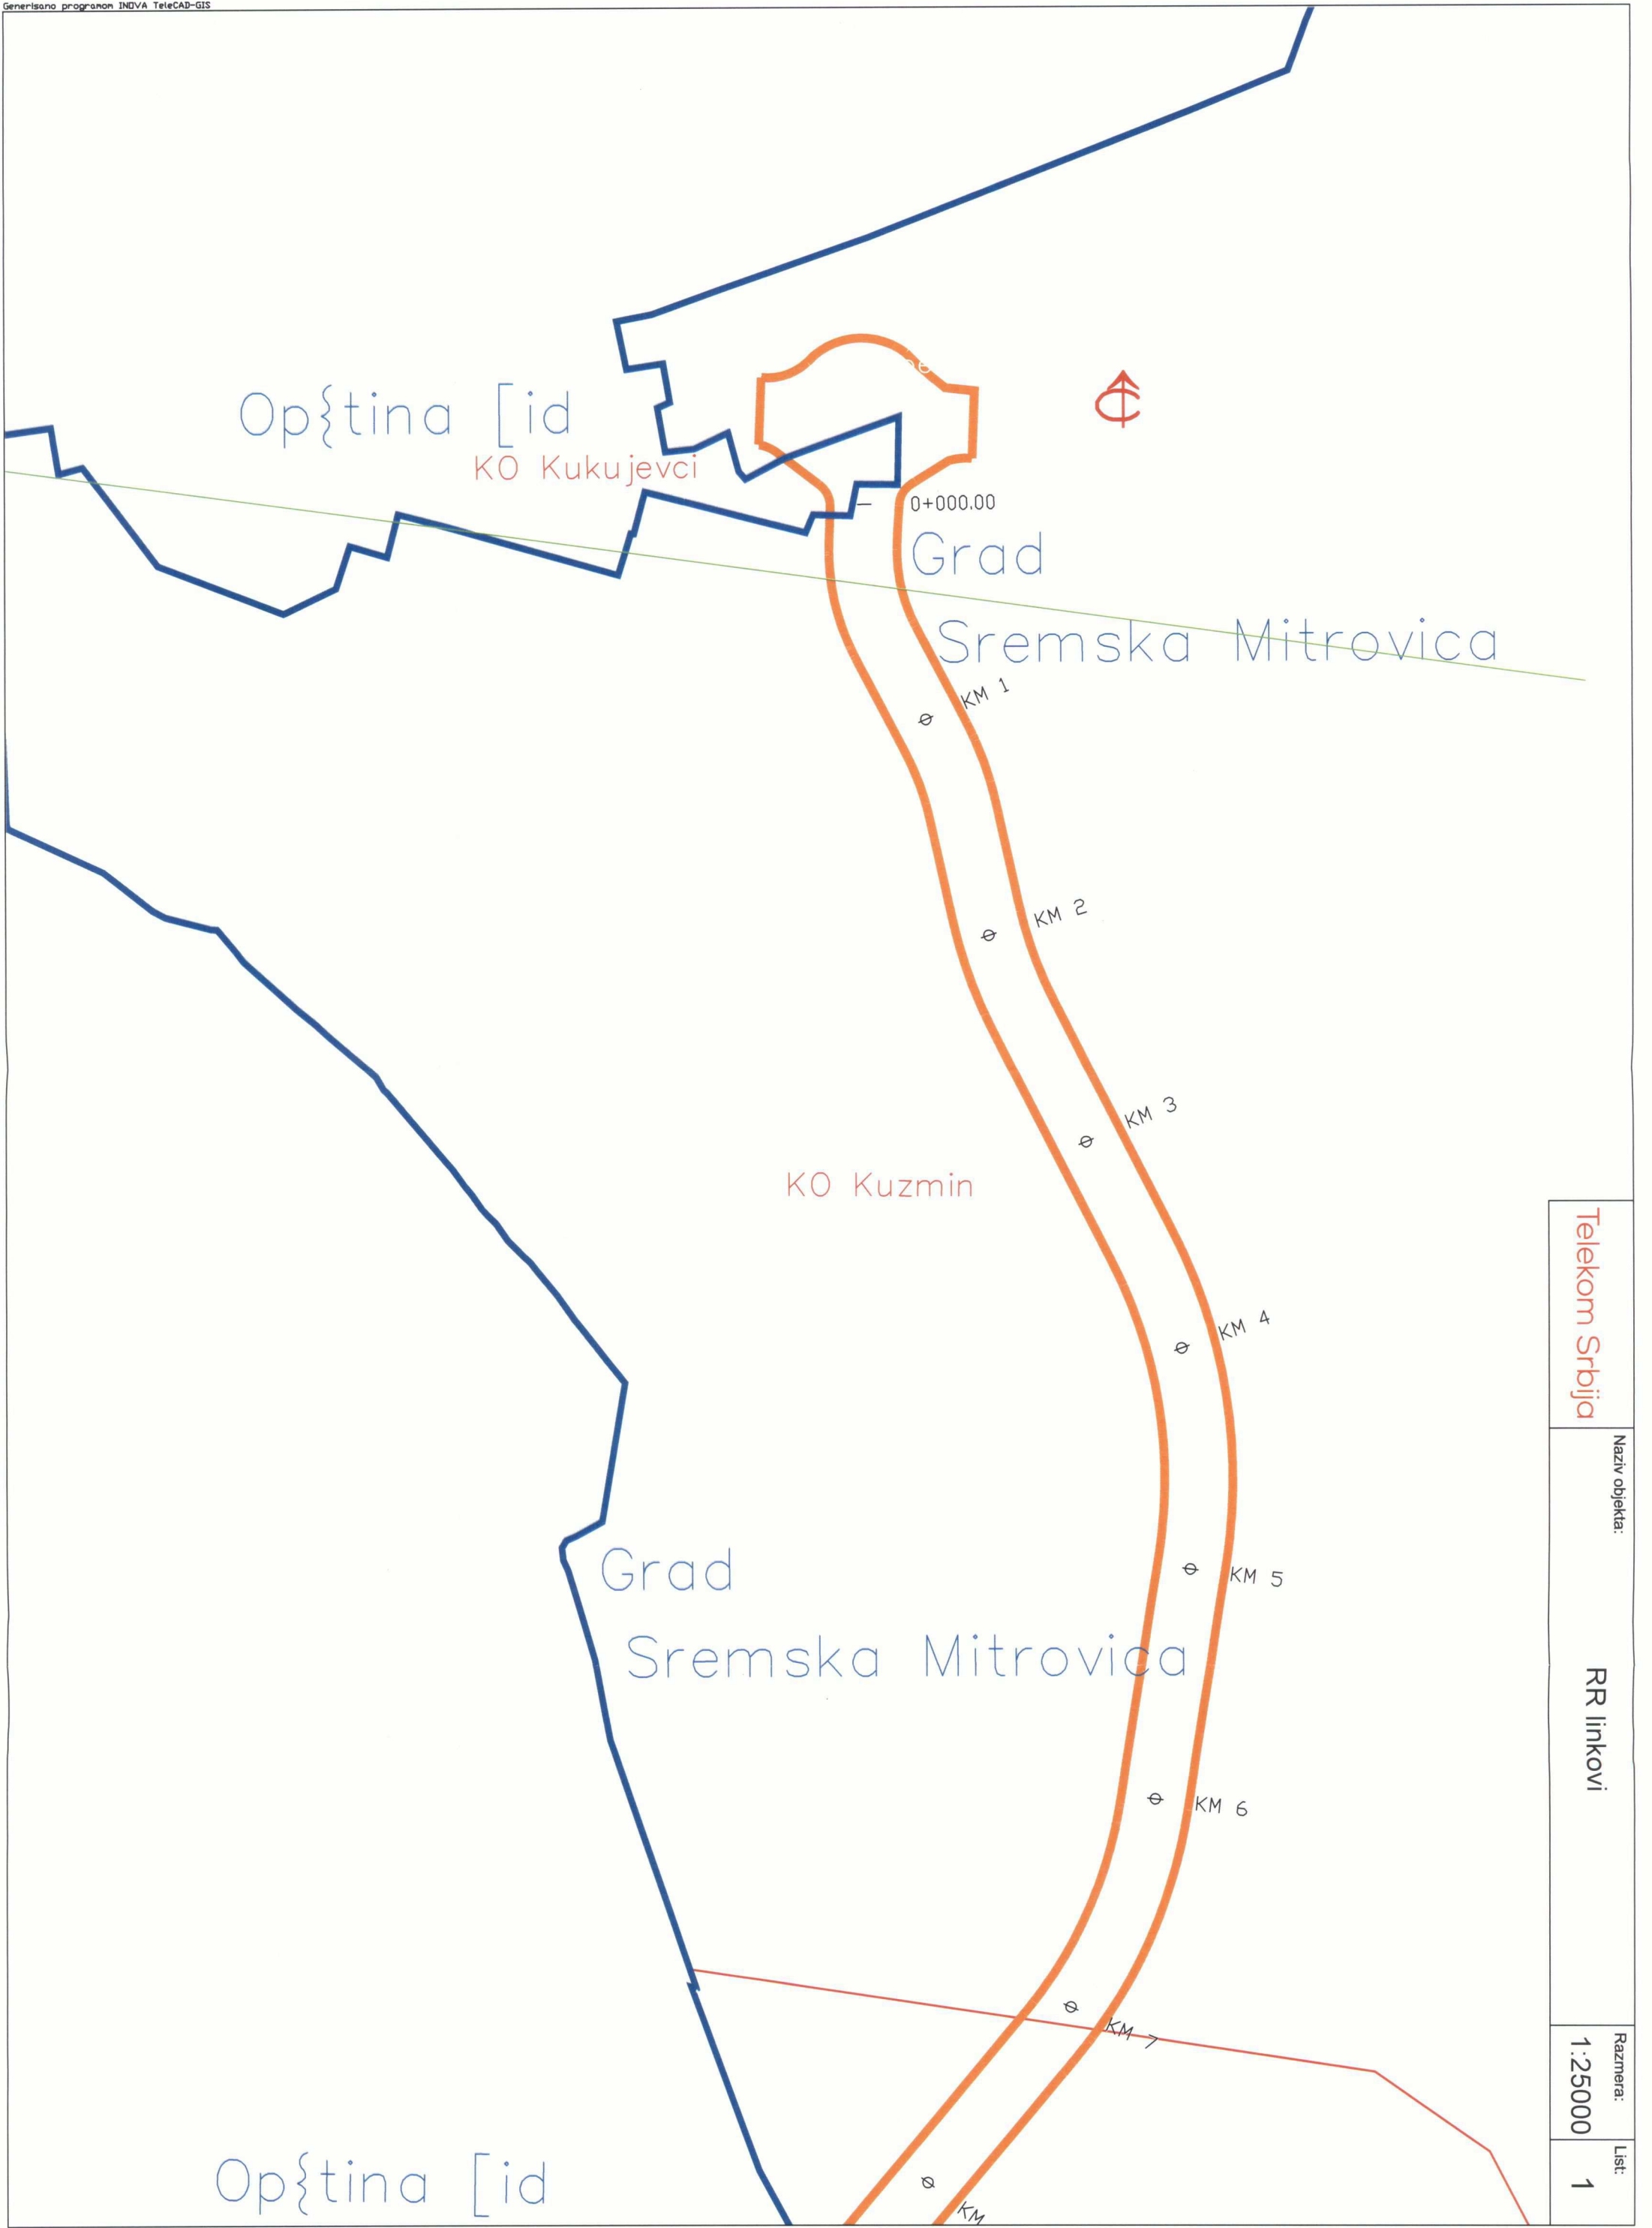 Generisano programom INOVA TeleCAD-GIS
Op{tina [id
KO Kukujevci
0+000.00
Grad
Sremska Mitrovica
KM 1
KM 2
KM 3
KO Kuzmin
KM 4
KM 5
Grad
Sremska Mitrovica
KM 6
KM 7
Op{tina [id
KM
Telekom Srbija
Naziv objekta:
RR linkovi
Razmera:
1:25000
List:
1